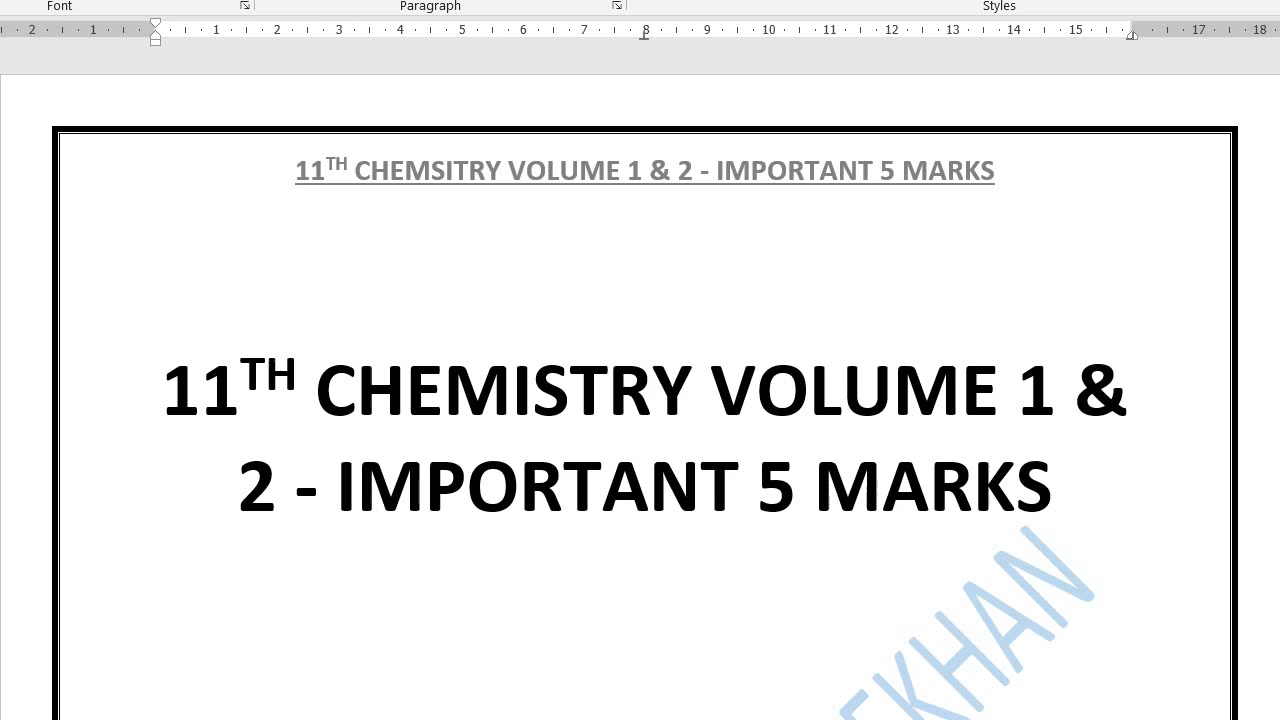 Font Paragraph Styles
2 1 1 2 3 4 5 6 7 8 9 10 11 12 13 14 15 17 18
11TH CHEMSITRY VOLUME 1 & 2 - IMPORTANT 5 MARKS
11TH CHEMISTRY VOLUME 1 &
2 - IMPORTANT 5 MARKS
EKHAN